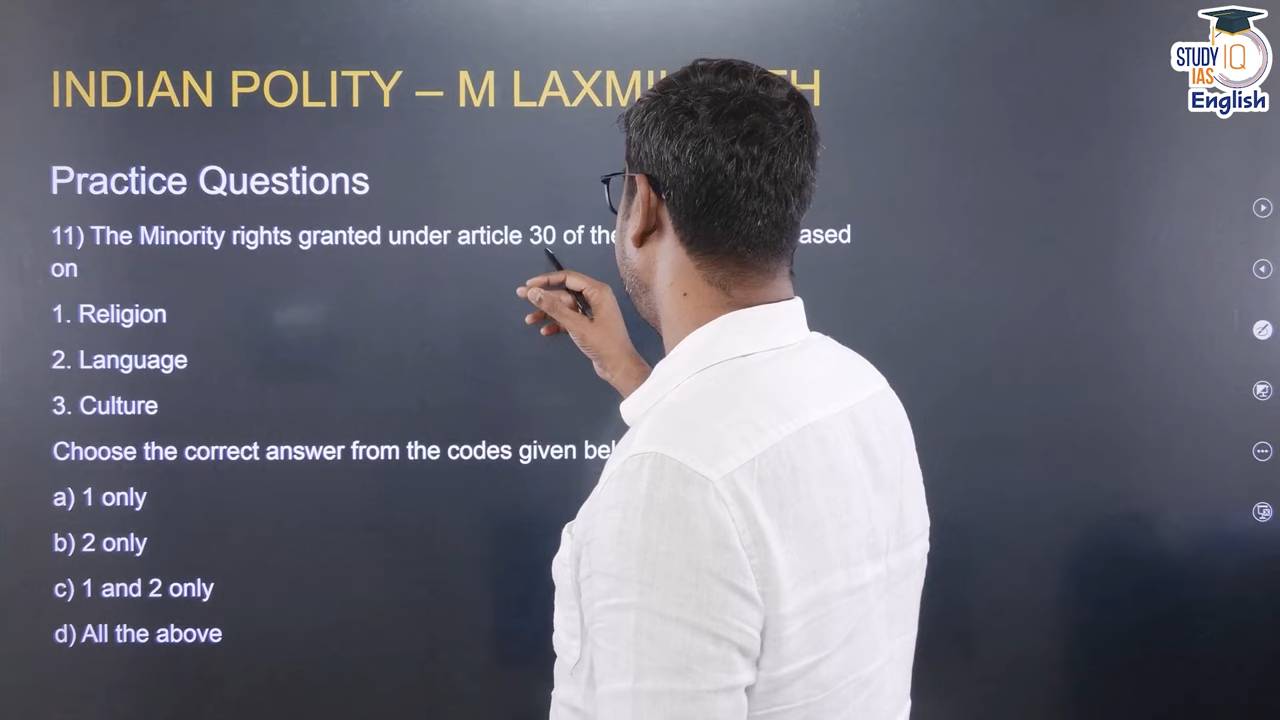 INDIAN POLITY – M LAXMI
Practice Questions
11) The Minority rights granted under article 30 of the
on
1. Religion
2. Language
3. Culture
Choose the correct answer from the codes given
a) 1 only
b) 2 only
c) 1 and 2 only
d) All the above
STUDY IQ
IAS
English